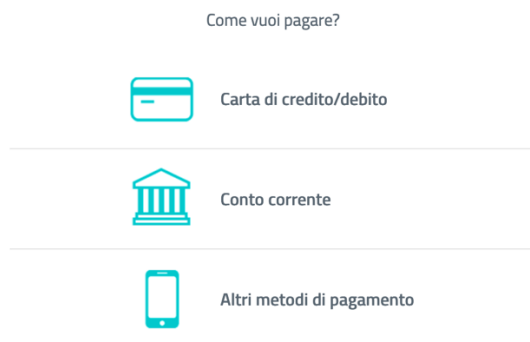 Come vuoi pagare?
Carta di credito/debito
Conto corrente
Altri metodi di pagamento